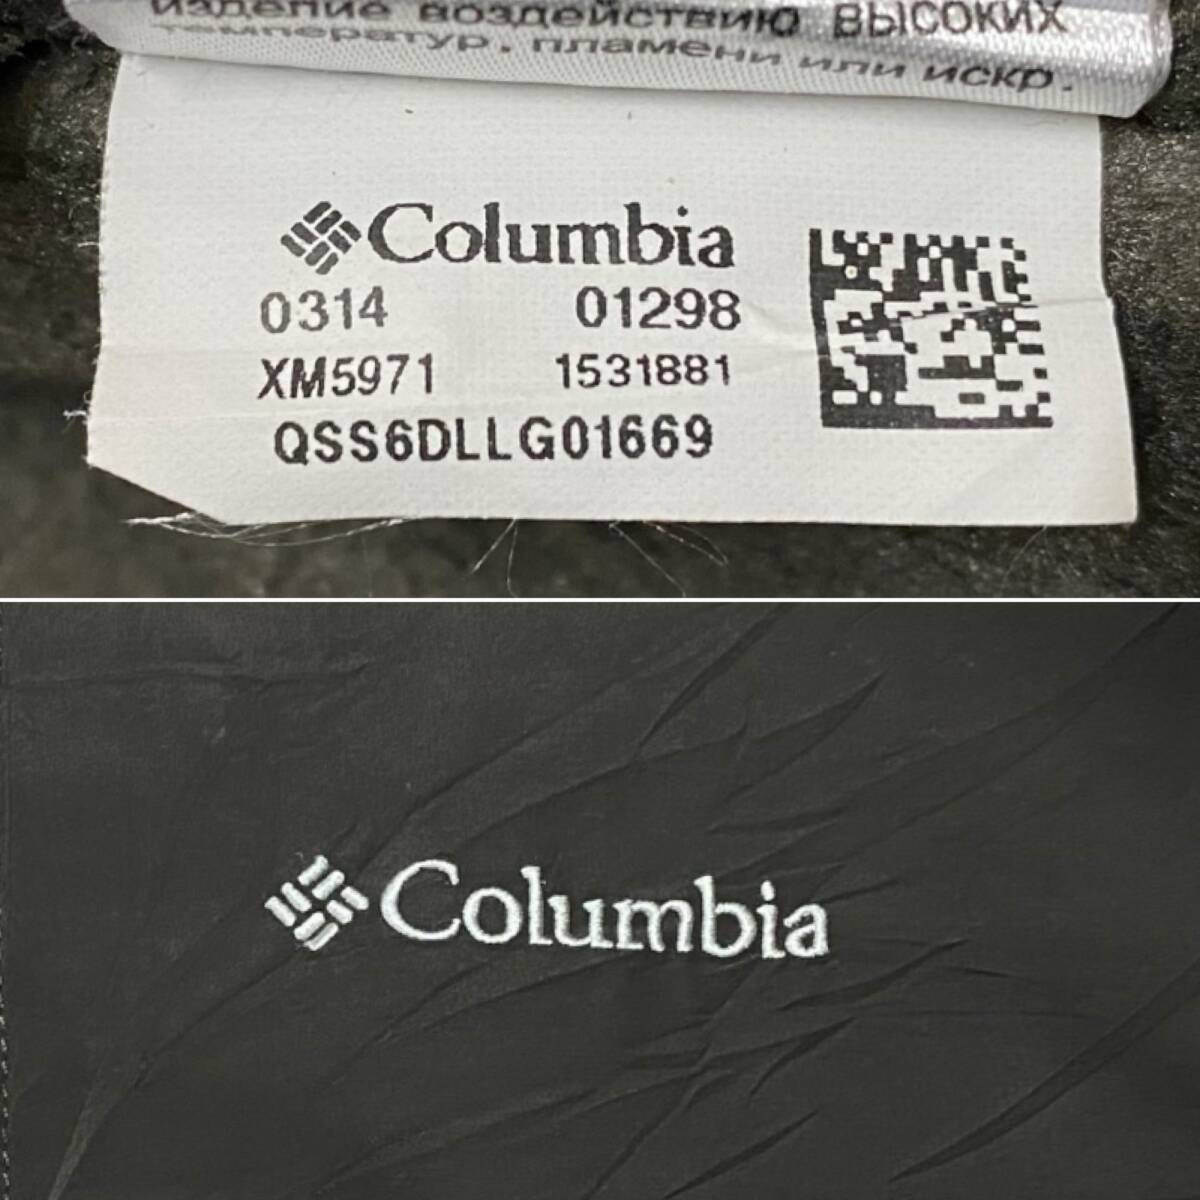 изделие воздействию высоких
температур, пламени или искр.
Columbia
0314 01298
XM5971 1531881
QSS6DLLG01669
Columbia